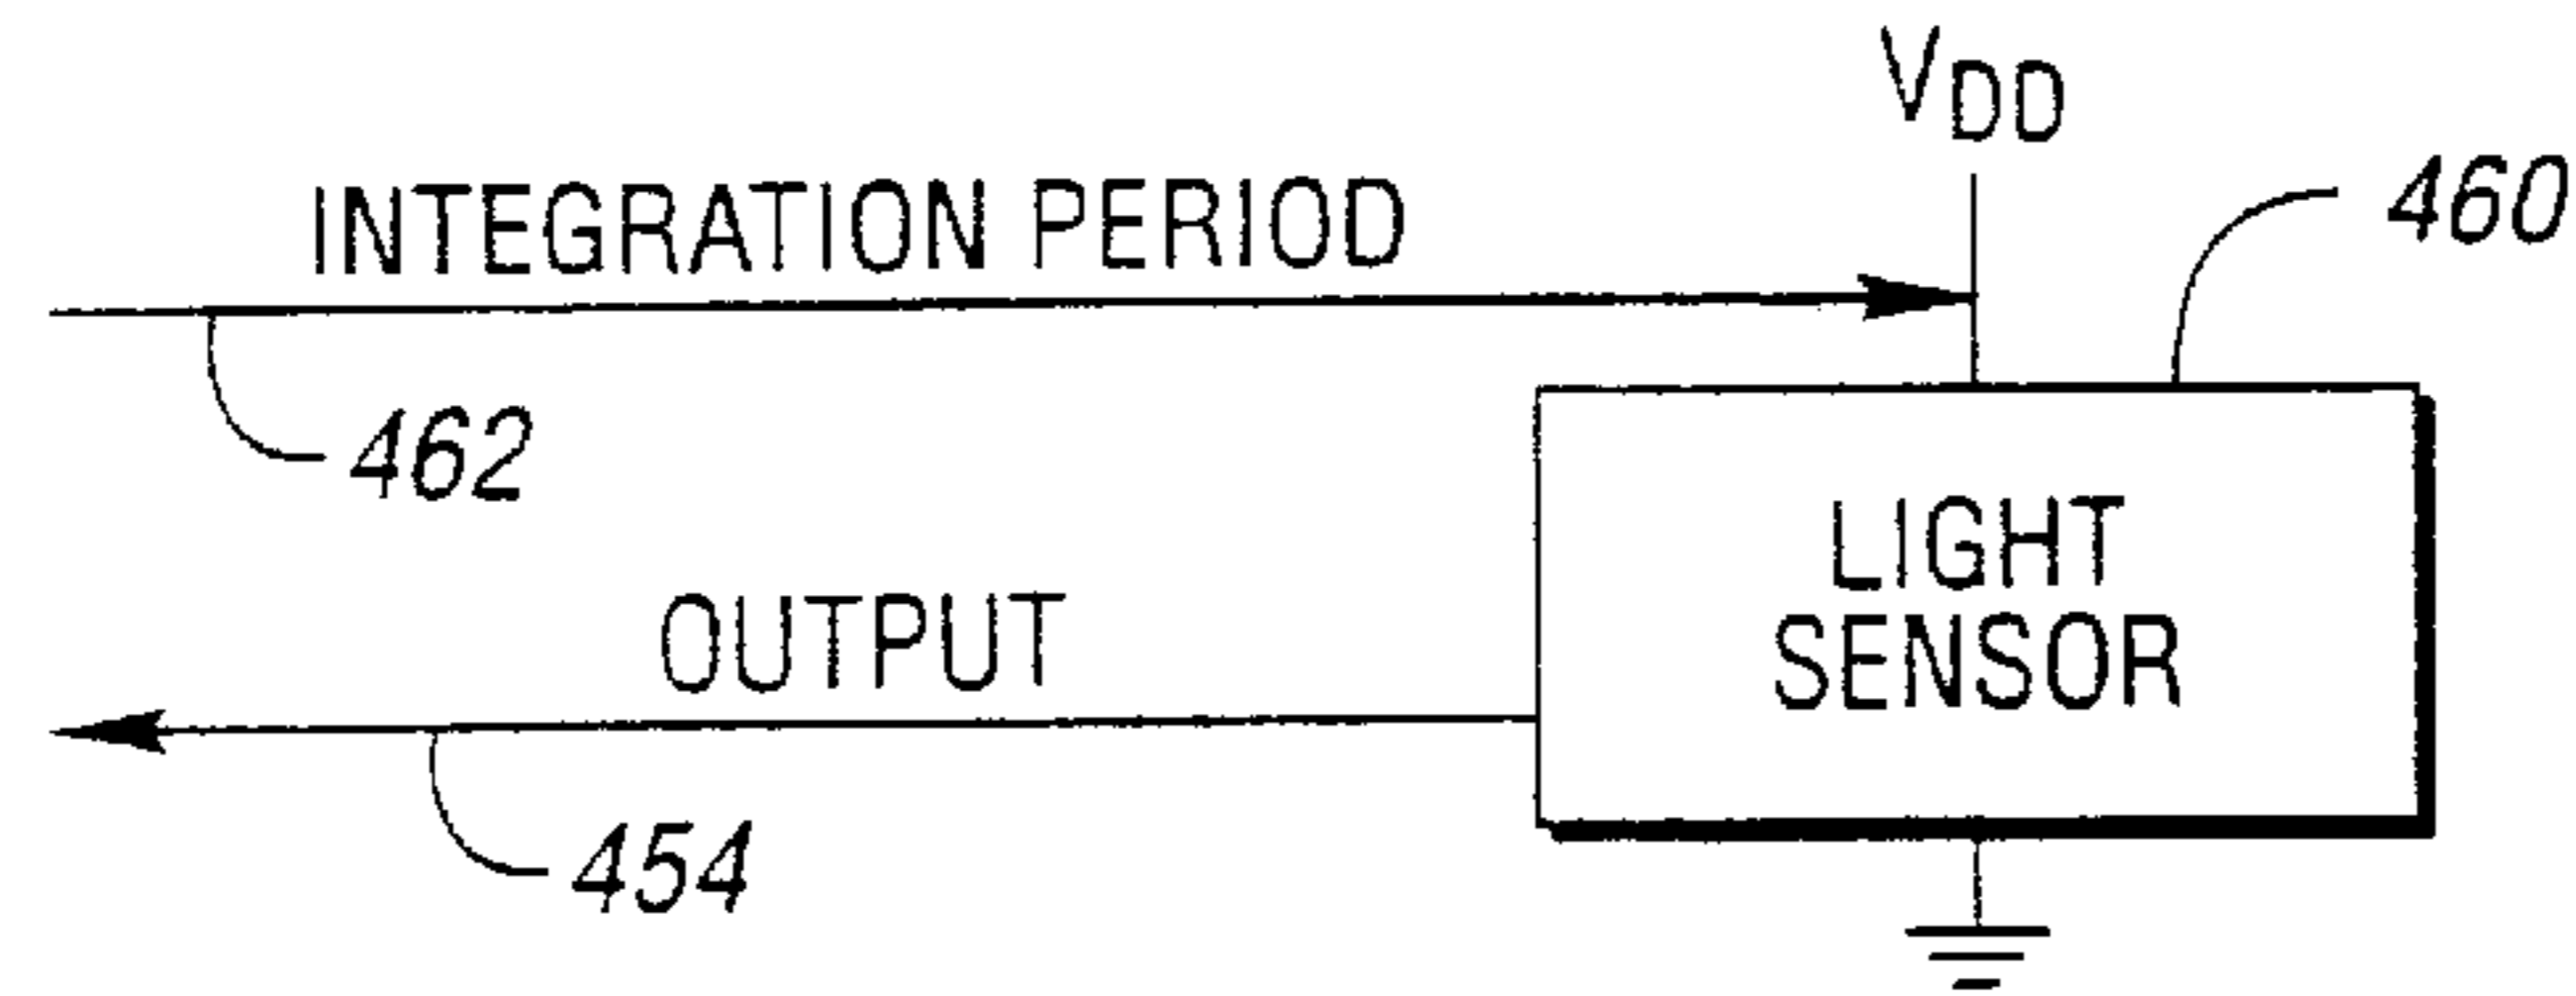 VDD
460
INTEGRATION PERIOD
462
LIGHT
SENSOR
OUTPUT
454